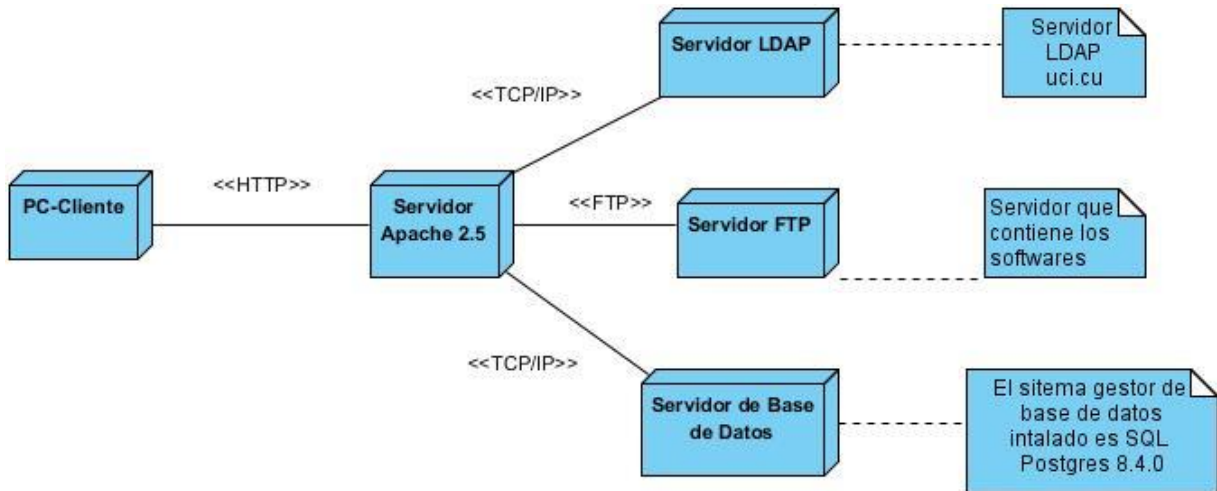 Servidor LDAP
Servidor
LDAP
uci.cu
<<TCP/IP>>
<<HTTP>>
PC-Cliente
Servidor
Apache 2.5
<<FTP>>
Servidor FTP
Servidor que
contiene los
softwares
<<TCP/IP>>
Servidor de Base
de Datos
El sitema gestor de
base de datos
intalado es SQL
Postgres 8.4.0